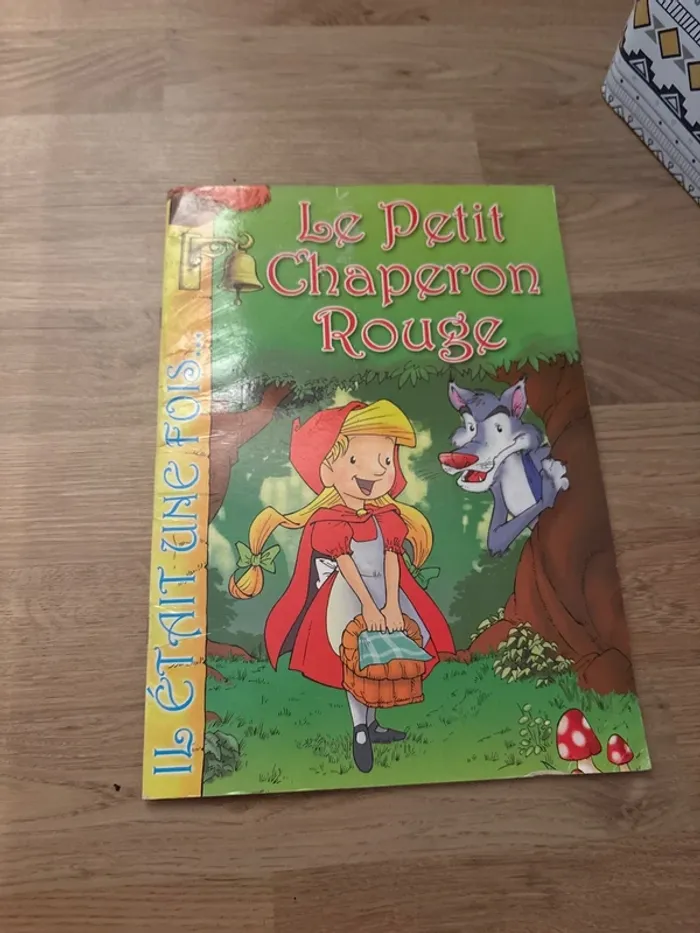 Le Petit
Chaperon
Rouge
IL ÉTAIT UNE FOIS...